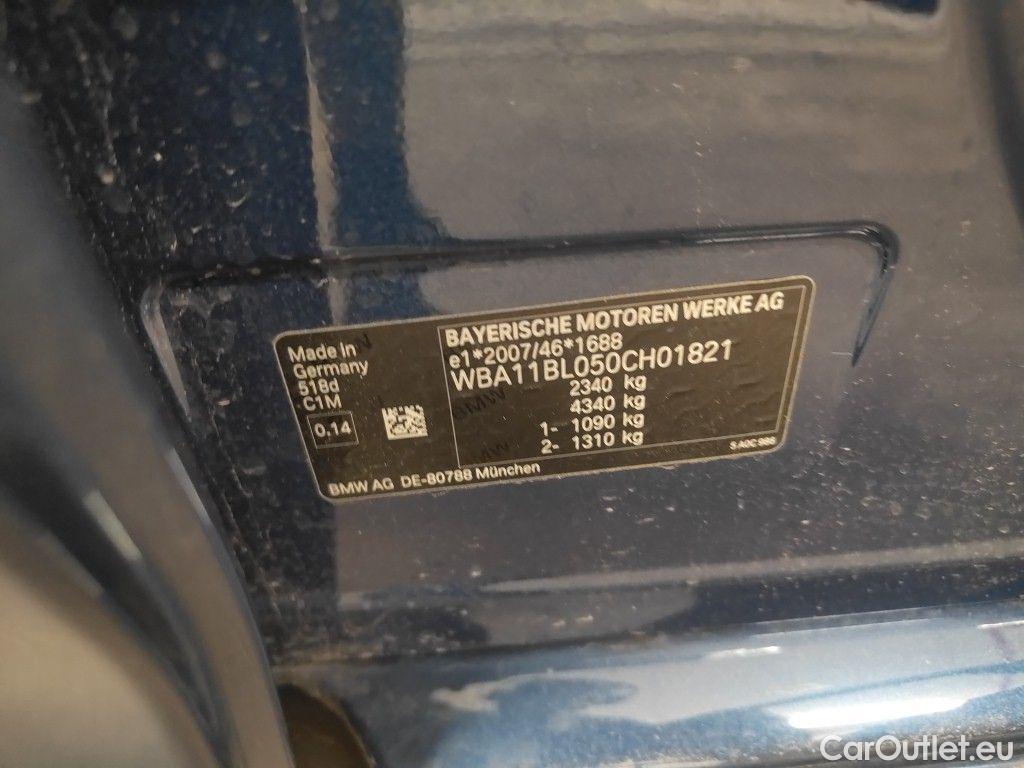 Made in
Germany
518d
C1M
0,14
BAYERISCHE MOTOREN WERKE AG
e1*2007/46*1688
WBA11BL050CH01821
2340 kg
4340 kg
1- 1090 kg
2- 1310 kg
BMW AG DE-80788 München
CarOutlet.eu